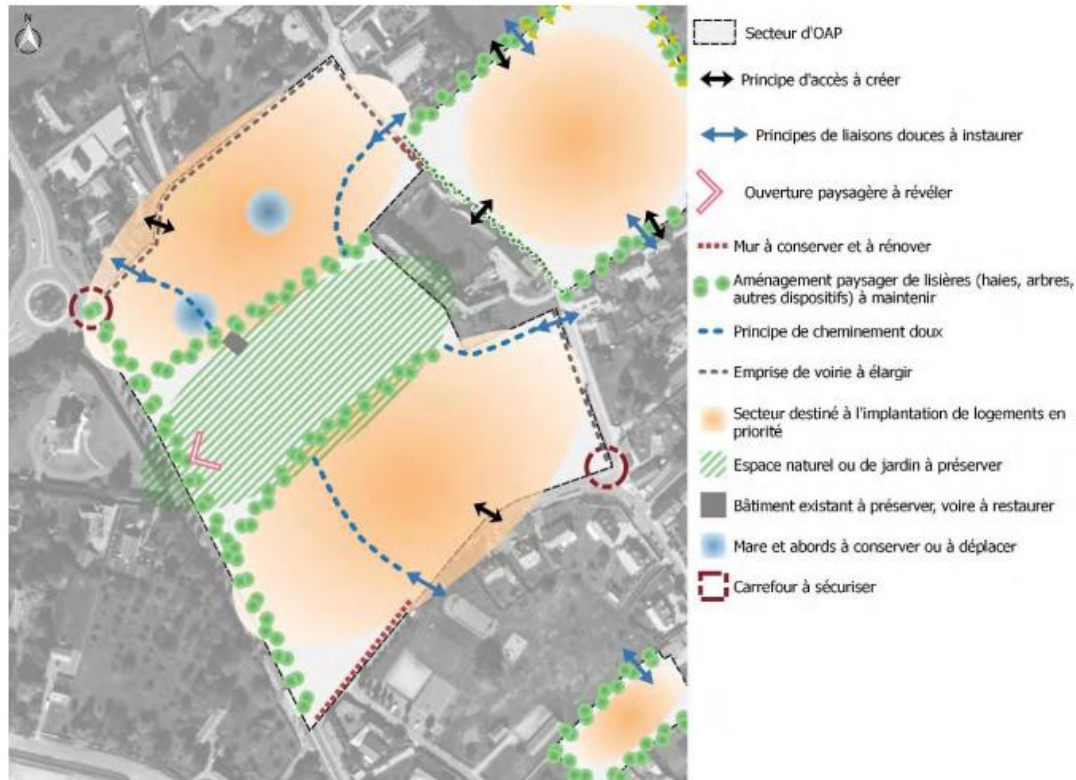 N
Secteur d'OAP
Principe d'accès à créer
Principes de liaisons douces à instaurer
Ouverture paysagère à révéler
Mur à conserver et à rénover
Aménagement paysager de lisières (haies, arbres,
autres dispositifs) à maintenir
Principe de cheminement doux
Emprise de voirie à élargir
Secteur destiné à l'implantation de logements en
priorité
Espace naturel ou de jardin à préserver
Bâtiment existant à préserver, voire à restaurer
Mare et abords à conserver ou à déplacer
Carrefour à sécuriser